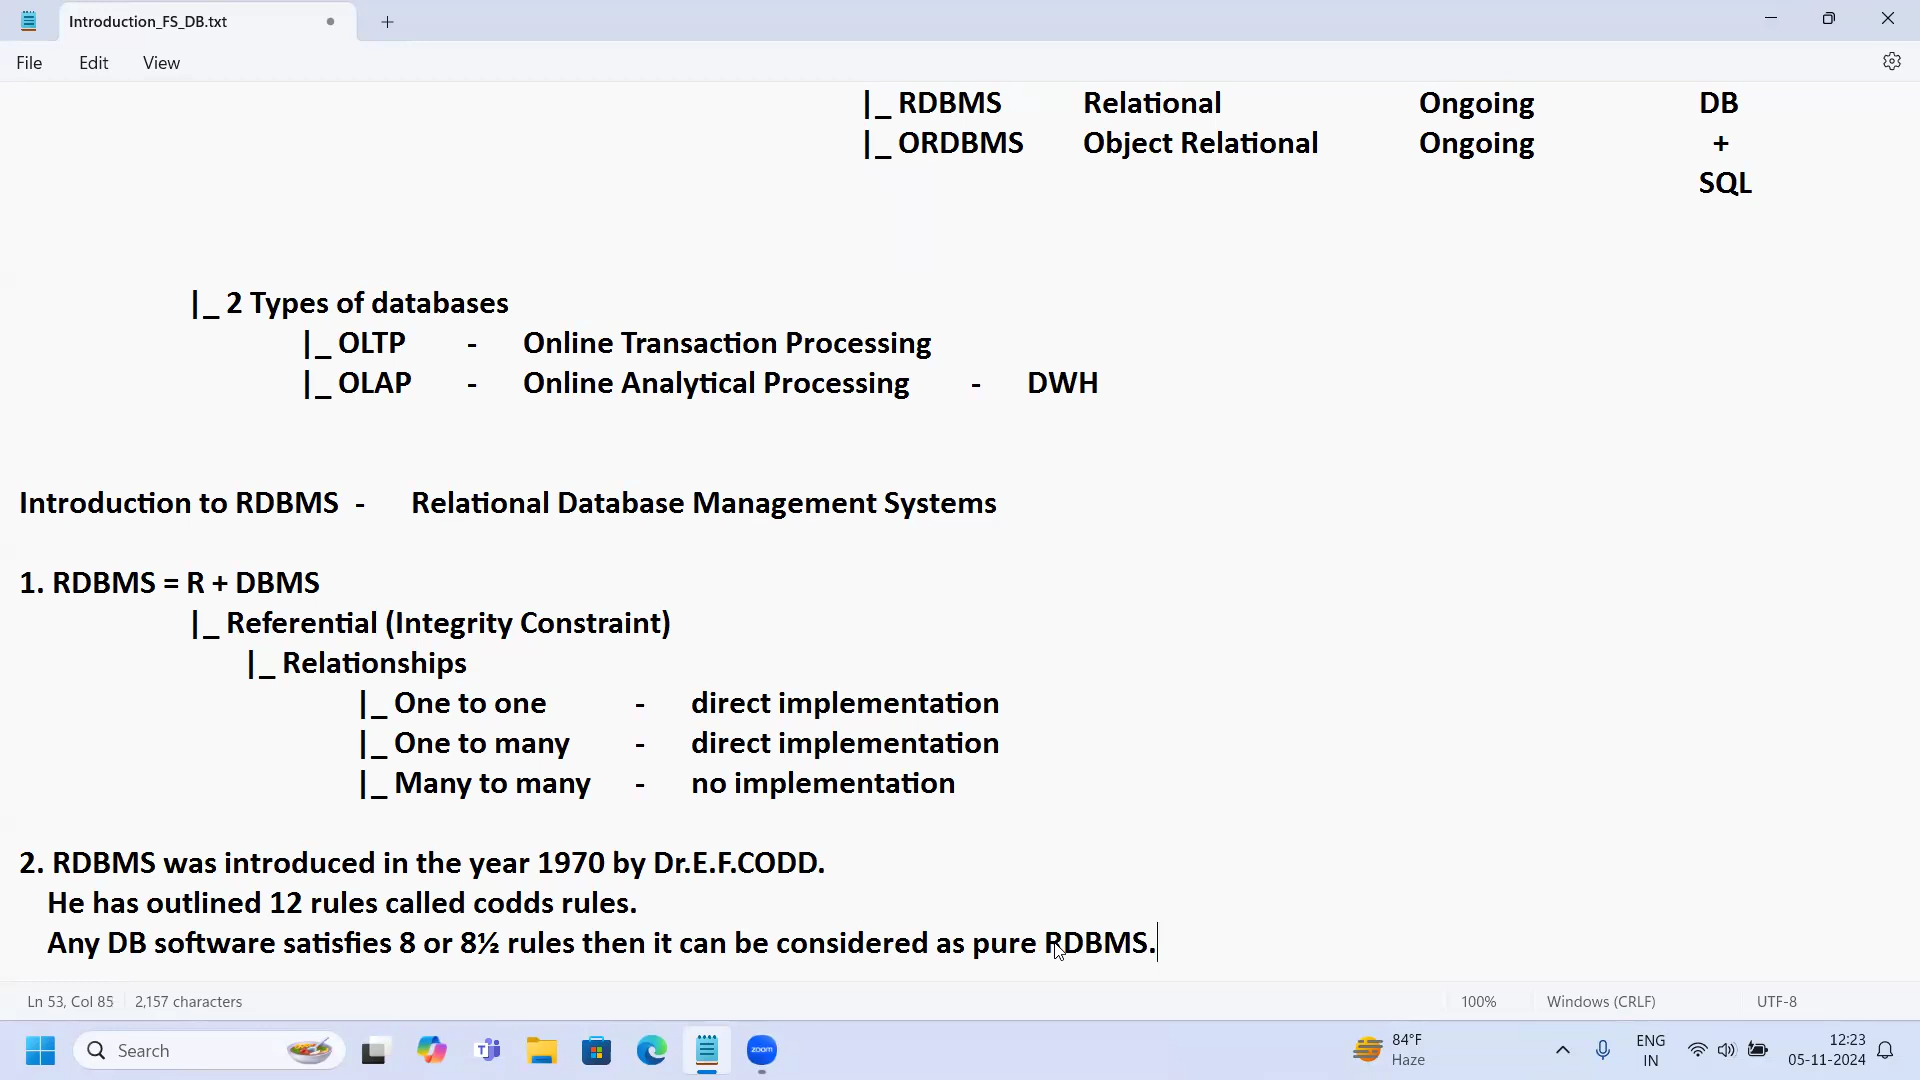 Introduction_FS_DB.txt
File Edit View
|_ RDBMS Relational Ongoing DB
|_ ORDBMS Object Relational Ongoing +
SQL
|_ 2 Types of databases
|_ OLTP - Online Transaction Processing
|_ OLAP - Online Analytical Processing - DWH
Introduction to RDBMS - Relational Database Management Systems
1. RDBMS = R + DBMS
|_ Referential (Integrity Constraint)
|_ Relationships
|_ One to one - direct implementation
|_ One to many - direct implementation
|_ Many to many - no implementation
2. RDBMS was introduced in the year 1970 by Dr.E.F.CODD.
He has outlined 12 rules called codds rules.
Any DB software satisfies 8 or 8½ rules then it can be considered as pure RDBMS.
Ln 53, Col 85 2,157 characters 100% Windows (CRLF) UTF-8
Search zoom 84°F ENG 12:23
Haze IN 05-11-2024